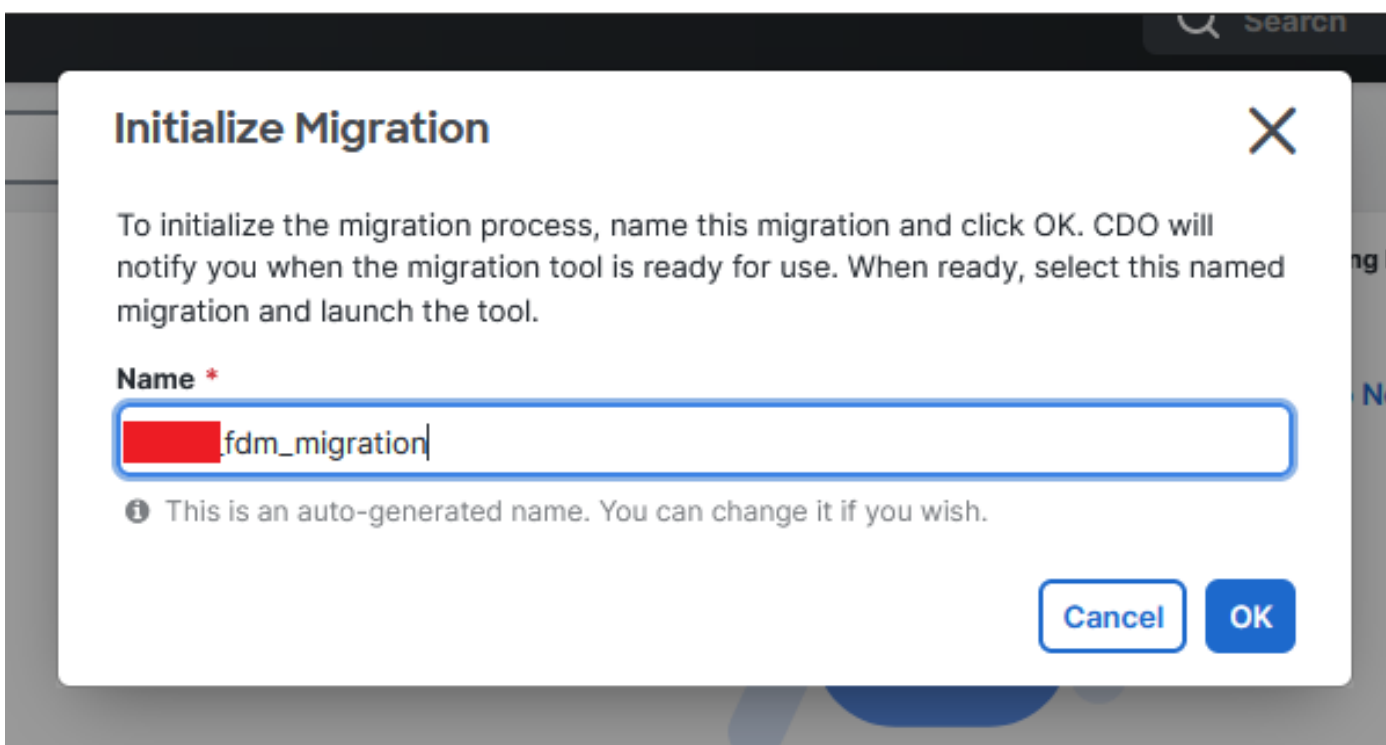 Search
Initialize Migration
To initialize the migration process, name this migration and click OK. CDO will
notify you when the migration tool is ready for use. When ready, select this named
migration and launch the tool.
ng
Name *
N
_fdm_migration
This is an auto-generated name. You can change it if you wish.
Cancel OK